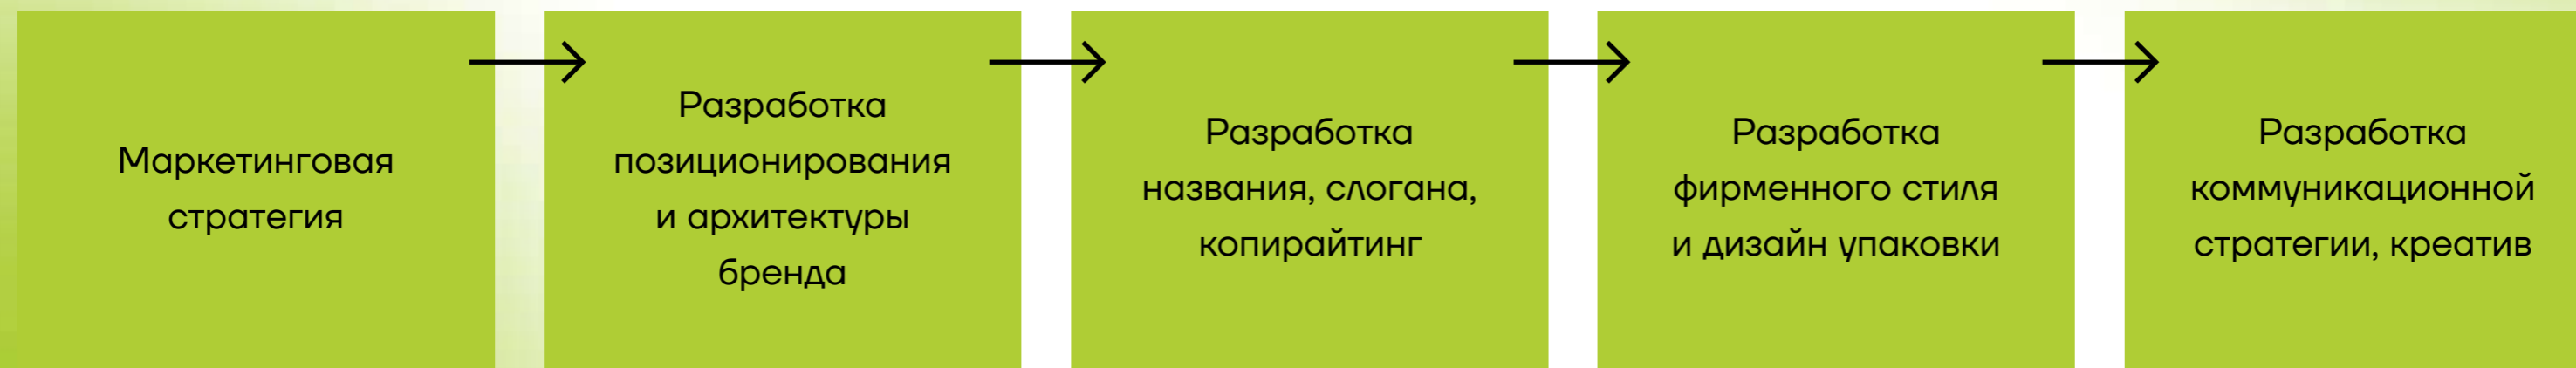 Маркетинговая
стратегия
Разработка
позиционирования
и архитектуры
бренда
Разработка
названия, слогана,
копирайтинг
Разработка
фирменного стиля
и дизайн упаковки
Разработка
коммуникационной
стратегии, креатив